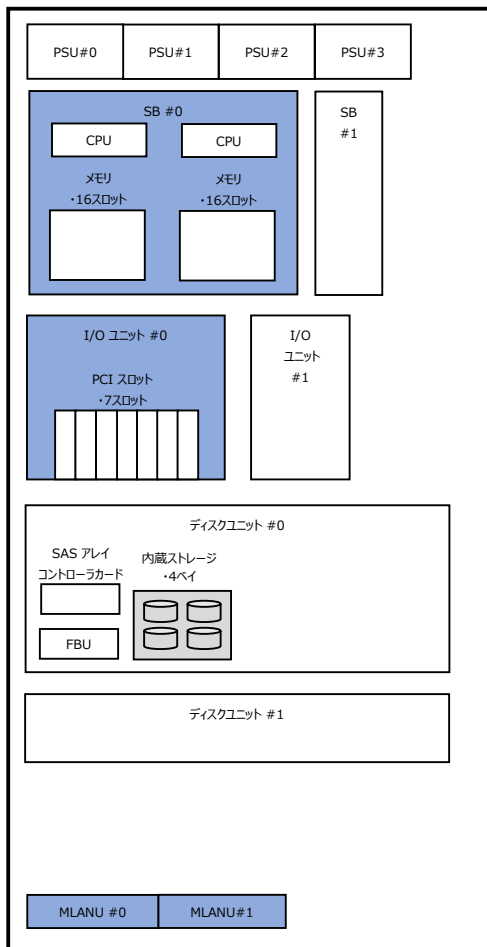 PSU#0 PSU#1 PSU#2 PSU#3
SB #0
CPU CPU
メモリ メモリ
・16スロット ・16スロット
SB
#1
I/O ユニット #0
PCI スロット
・7スロット
I/O
ユニット
#1
ディスクユニット #0
SAS アレイ
コントローラカード
FBU
内蔵ストレージ
・4ベイ
ディスクユニット #1
MLANU #0 MLANU#1